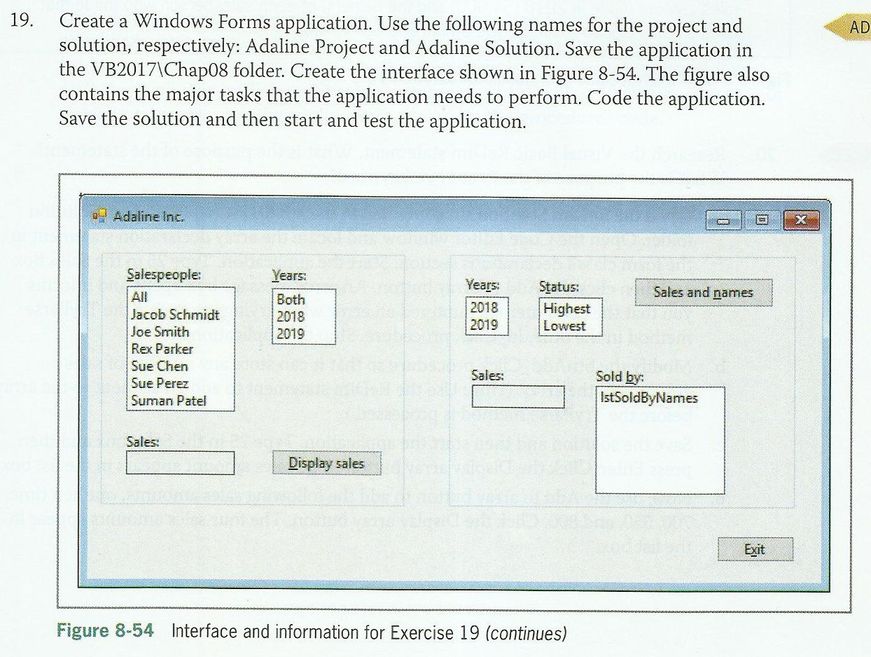 19. Create a Windows Forms application. Use the following names for the project and
solution, respectively: Adaline Project and Adaline Solution. Save the application in
the VB2017\Chap08 folder. Create the interface shown in Figure 8-54. The figure also
contains the major tasks that the application needs to perform. Code the application.
Save the solution and then start and test the application.
AD
Adaline Inc.
Salespeople:
All
Jacob Schmidt
Joe Smith
Rex Parker
Sue Chen
Sue Perez
Suman Patel
Years:
Both
2018
2019
Sales:
Display sales
Years:
2018
2019
Status:
Highest
Lowest
Sales and names
Sales:
Sold by:
lstSoldByNames
Exit
Figure 8-54 Interface and information for Exercise 19 (continues)